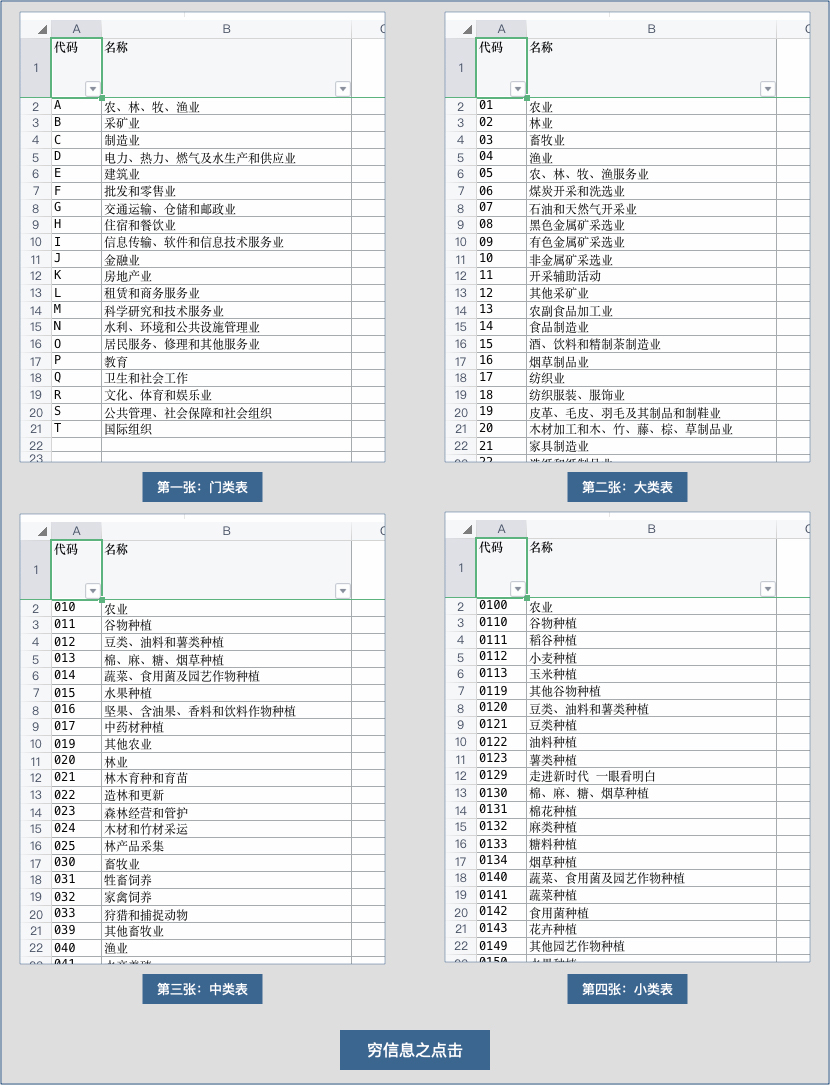 A B C
代码 名称
1
2 A 农、林、牧、渔业
3 B 采矿业
4 C 制造业
5 D 电力、热力、燃气及水生产和供应业
6 E 建筑业
7 F 批发和零售业
8 G 交通运输、仓储和邮政业
9 H 住宿和餐饮业
10 I 信息传输、软件和信息技术服务业
11 J 金融业
12 K 房地产业
13 L 租赁和商务服务业
14 M 科学研究和技术服务业
15 N 水利、环境和公共设施管理业
16 O 居民服务、修理和其他服务业
17 P 教育
18 Q 卫生和社会工作
19 R 文化、体育和娱乐业
20 S 公共管理、社会保障和社会组织
21 T 国际组织
22
23
第一张：门类表
A B C
代码 名称
1
2 01 农业
3 02 林业
4 03 畜牧业
5 04 渔业
6 05 农、林、牧、渔服务业
7 06 煤炭开采和洗选业
8 07 石油和天然气开采业
9 08 黑色金属矿采选业
10 09 有色金属矿采选业
11 10 非金属矿采选业
12 11 开采辅助活动
13 12 其他采矿业
14 13 农副食品加工业
15 14 食品制造业
16 15 酒、饮料和精制茶制造业
17 16 烟草制品业
18 17 纺织业
19 18 纺织服装、服饰业
20 19 皮革、毛皮、羽毛及其制品和制鞋业
21 20 木材加工和木、竹、藤、棕、草制品业
22 21 家具制造业
第二张：大类表
A B C
代码 名称
1
2 010 农业
3 011 谷物种植
4 012 豆类、油料和薯类种植
5 013 棉、麻、糖、烟草种植
6 014 蔬菜、食用菌及园艺作物种植
7 015 水果种植
8 016 坚果、含油果、香料和饮料作物种植
9 017 中药材种植
10 019 其他农业
11 020 林业
12 021 林木育种和育苗
13 022 造林和更新
14 023 森林经营和管护
15 024 木材和竹材采运
16 025 林产品采集
17 030 畜牧业
18 031 牲畜饲养
19 032 家禽饲养
20 033 狩猎和捕捉动物
21 039 其他畜牧业
22 040 渔业
第三张：中类表
A B C
代码 名称
1
2 0100 农业
3 0110 谷物种植
4 0111 稻谷种植
5 0112 小麦种植
6 0113 玉米种植
7 0119 其他谷物种植
8 0120 豆类、油料和薯类种植
9 0121 豆类种植
10 0122 油料种植
11 0123 薯类种植
12 0129 走进新时代 一眼看明白
13 0130 棉、麻、糖、烟草种植
14 0131 棉花种植
15 0132 麻类种植
16 0133 糖料种植
17 0134 烟草种植
18 0140 蔬菜、食用菌及园艺作物种植
19 0141 蔬菜种植
20 0142 食用菌种植
21 0143 花卉种植
22 0149 其他园艺作物种植
第四张：小类表
穷信息之点击